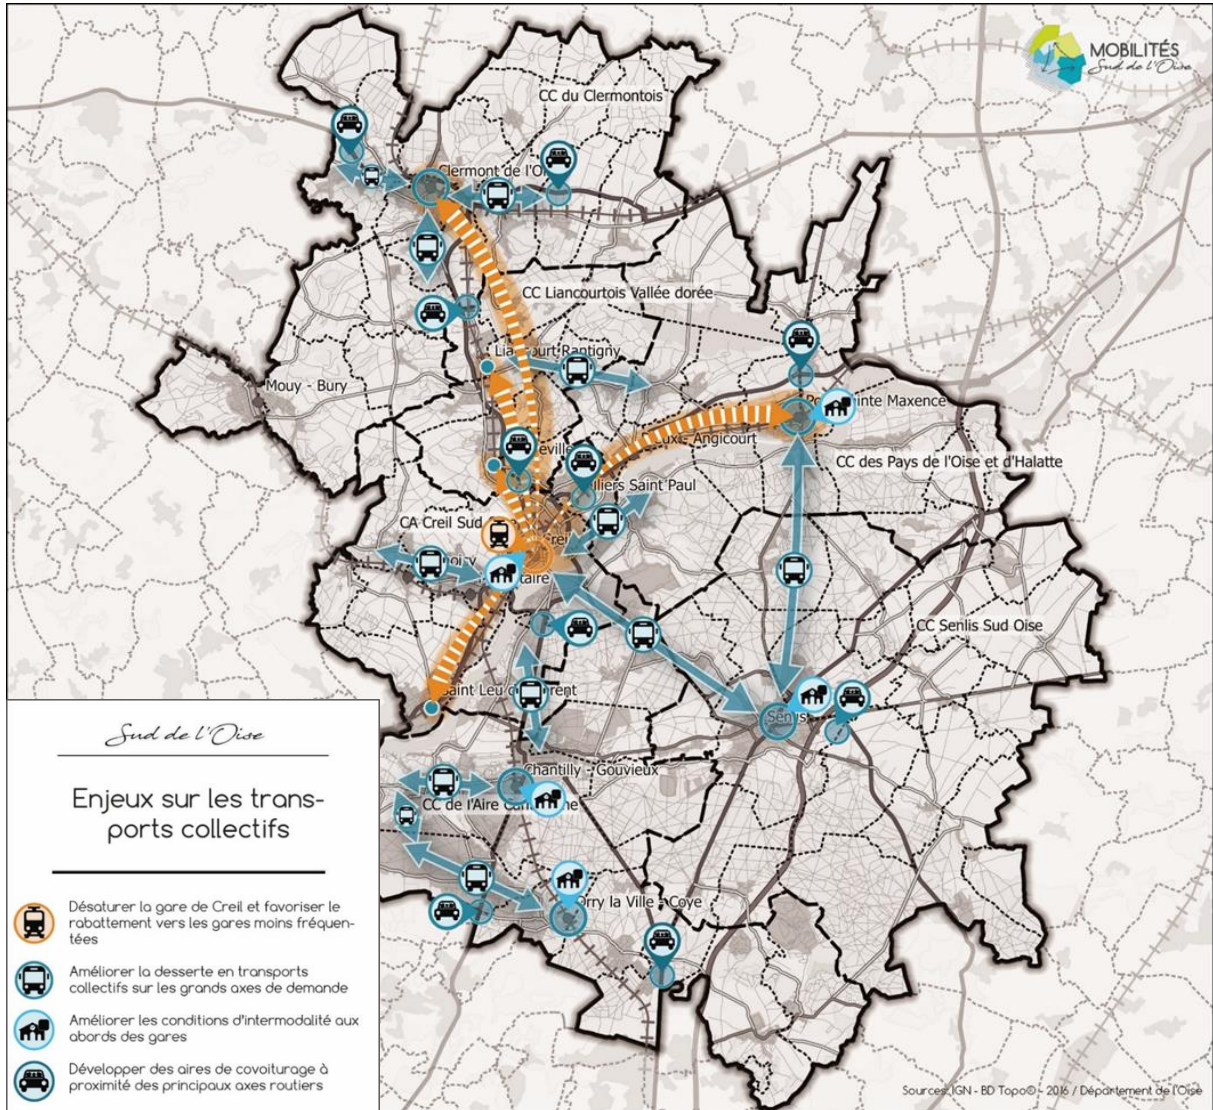 MOBILITÉS
Sud de l'Oise
CC du Clermontois
Clermont de l'O
CC Liancourtois Vallée dorée
Liancourt-Rantigny
Mouy - Bury
inte Maxence
Angicourt
CC des Pays de l'Oise et d'Halatte
lliers Saint Paul
CA Creil Sud
taire
CC Senlis Sud Oise
Saint Leu d'Esserent
Senlis
Chantilly - Gouvieux
CC de l'Aire
Orry la Ville - Coye
Sud de l'Oise
Enjeux sur les trans-
ports collectifs
Désaturer la gare de Creil et favoriser le
rabattement vers les gares moins fréquen-
tées
Améliorer la desserte en transports
collectifs sur les grands axes de demande
Améliorer les conditions d'intermodalité aux
abords des gares
Développer des aires de covoiturage à
proximité des principaux axes routiers
Sources: IGN - BD Topo© - 2016 / Département de l'Oise